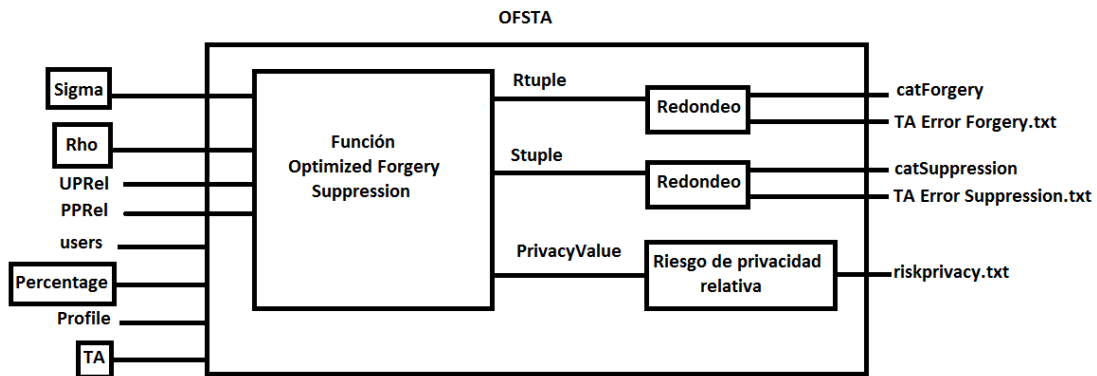 OFSTA
Sigma
Rho
UPRel
PPRel
users
Percentage
Profile
TA
Función
Optimized Forgery
Suppression
Rtuple
Stuple
PrivacyValue
Redondeo
Redondeo
Riesgo de privacidad
relativa
catForgery
TA Error Forgery.txt
catSuppression
TA Error Suppression.txt
riskprivacy.txt